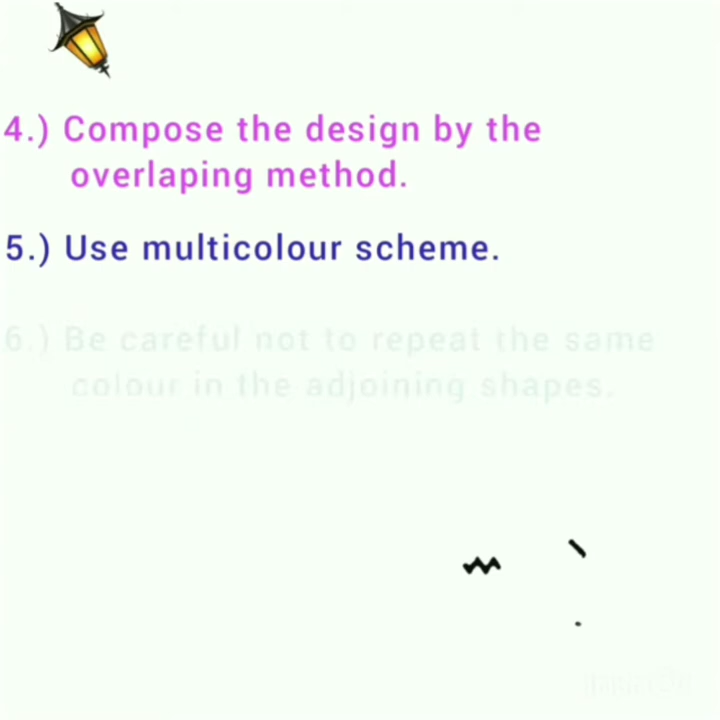 4.) Compose the design by the
overlaping method.
5.) Use multicolour scheme.
6.) Be careful not to repeat the same
colour in the adjoining shapes.